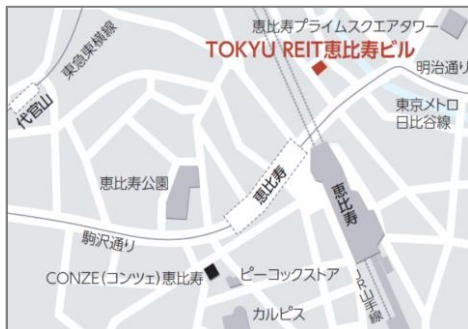 恵比寿プライムスクエアタワー
TOKYU REIT恵比寿ビル
明治通り
東急東横線
代官山
東京メトロ
日比谷線
恵比寿公園
恵比寿
恵比寿
駒沢通り
CONZE(コンツェ)恵比寿
ピーコックストア
カルピス
JR山手線